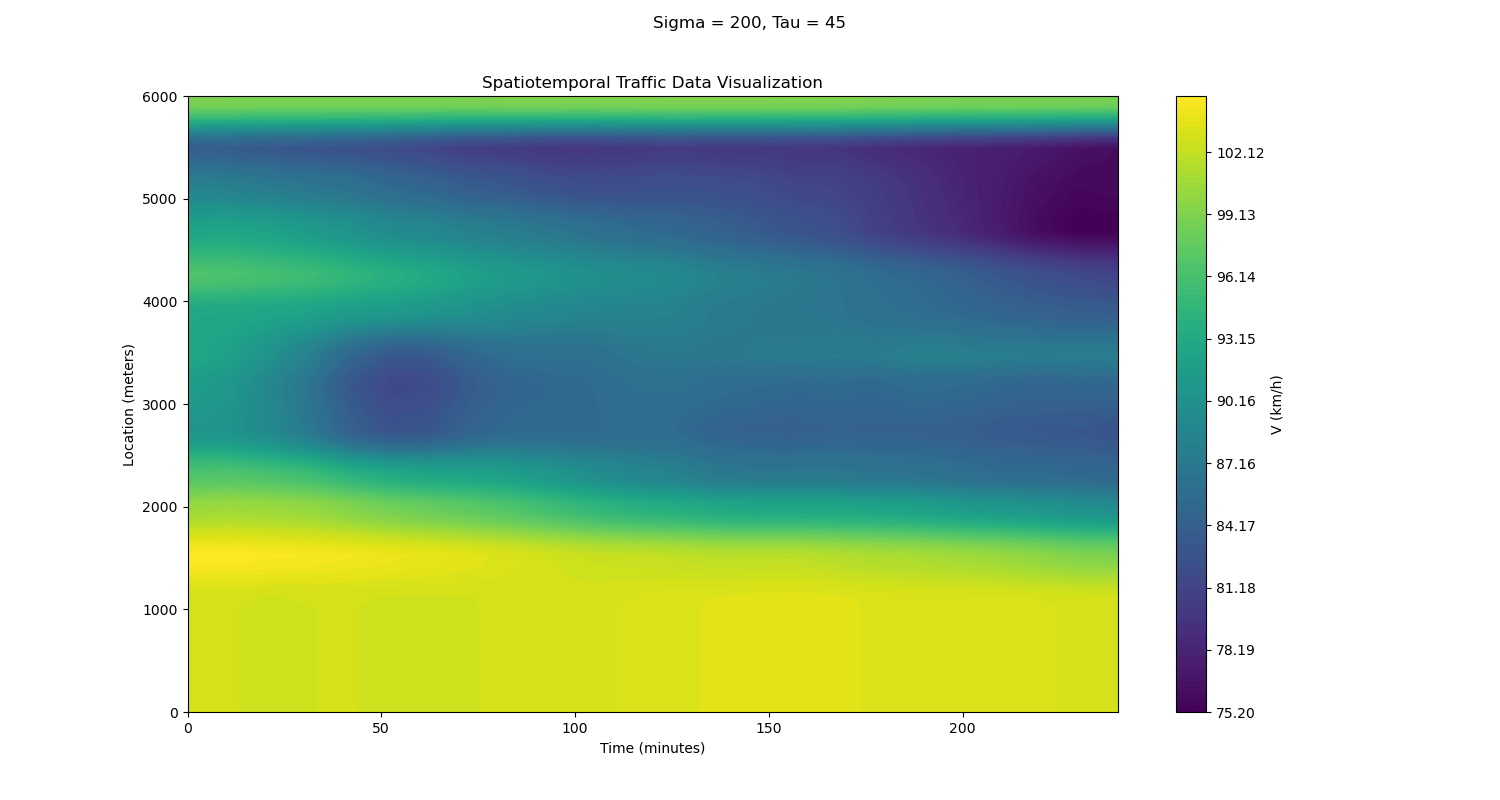 Sigma = 200, Tau = 45
Spatiotemporal Traffic Data Visualization
6000
5000
4000
3000
2000
1000
0
Location (meters)
0 50 100 150 200
Time (minutes)
102.12
99.13
96.14
93.15
90.16
87.16
84.17
81.18
78.19
75.20
V (km/h)